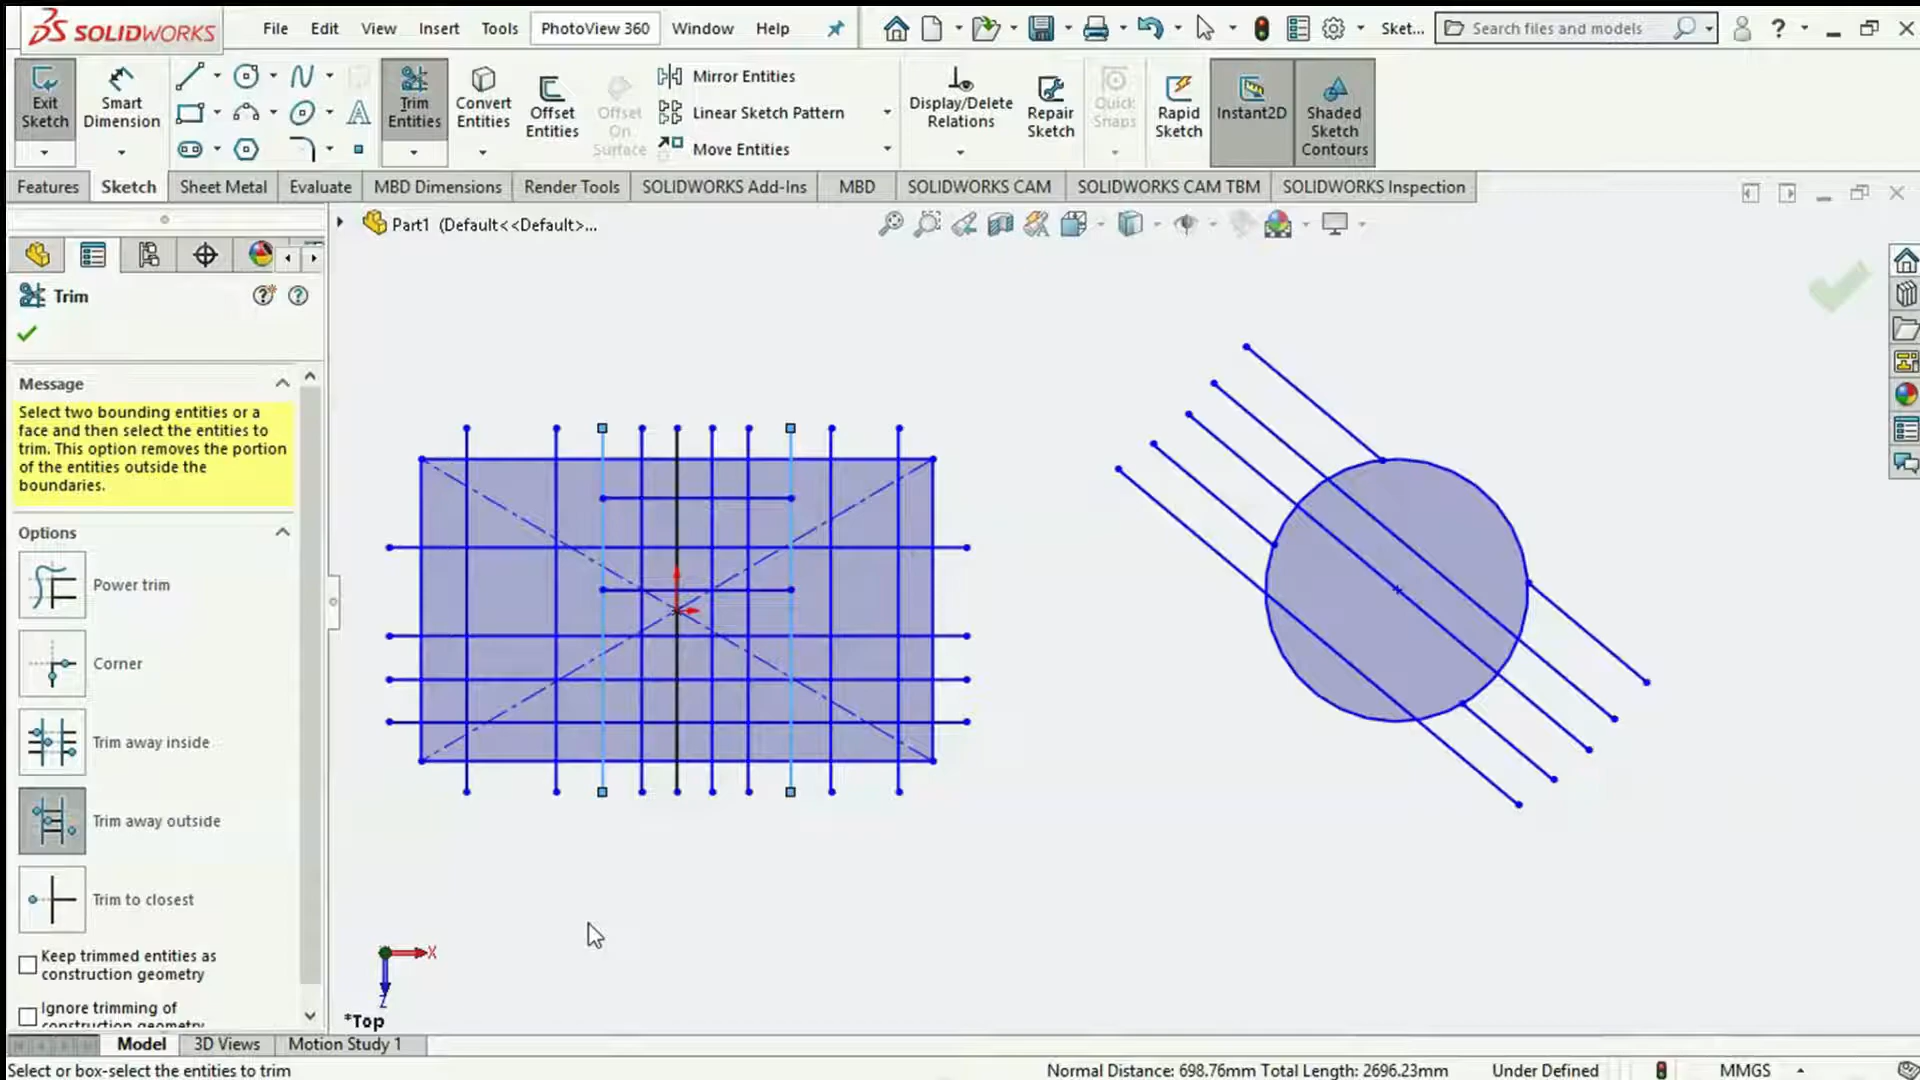 SOLIDWORKS File Edit View Insert Tools PhotoView 360 Window Help Sket... Search files and models ?
Exit Sketch
Smart Dimension
Trim Entities
Convert Entities
Offset Entities
Offset On Surface
Mirror Entities
Linear Sketch Pattern
Move Entities
Display/Delete Relations
Repair Sketch
Quick Snaps
Rapid Sketch
Instant2D
Shaded Sketch Contours
Features Sketch Sheet Metal Evaluate MBD Dimensions Render Tools SOLIDWORKS Add-Ins MBD SOLIDWORKS CAM SOLIDWORKS CAM TBM SOLIDWORKS Inspection
Part1 (Default<<Default>...
Trim
Message
Select two bounding entities or a
face and then select the entities to
trim. This option removes the portion
of the entities outside the
boundaries.
Options
Power trim
Corner
Trim away inside
Trim away outside
Trim to closest
Keep trimmed entities as
construction geometry
Ignore trimming of
construction geometry
X
Z
*Top
Model 3D Views Motion Study 1
Select or box-select the entities to trim Normal Distance: 698.76mm Total Length: 2696.23mm Under Defined MMGS